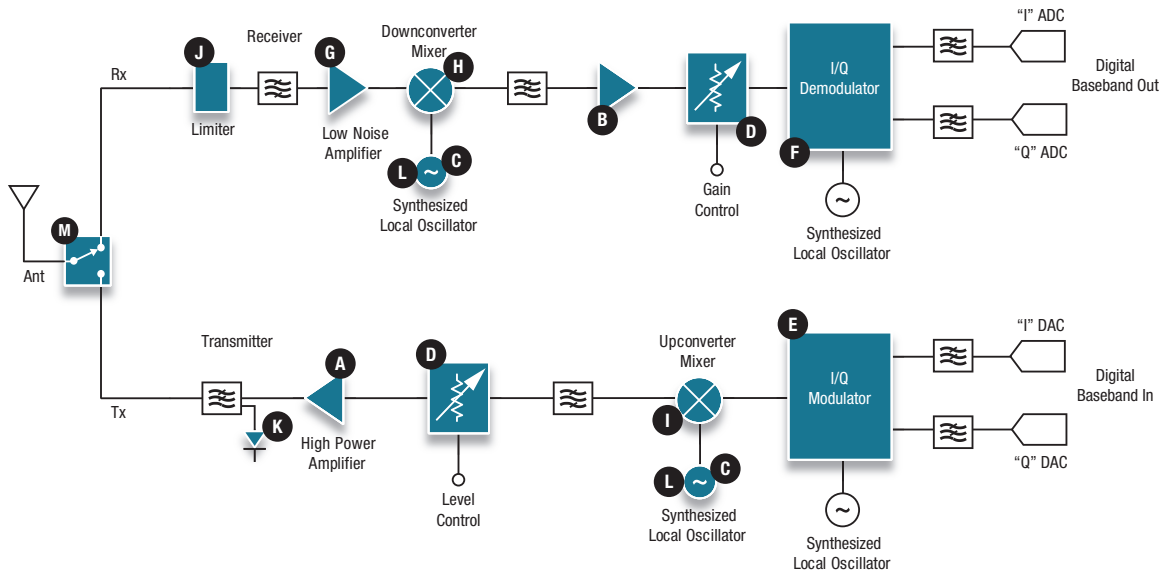 “I” ADC
Receiver
Downconverter
Mixer
J
G
H
Rx
I/Q
Demodulator
Digital
Baseband Out
Limiter
Low Noise
Amplifier
B
D
“Q” ADC
L
~
C
F
Synthesized
Local Oscillator
Gain
Control
~
Synthesized
Local Oscillator
M
Ant
Transmitter
Upconverter
Mixer
E
“I” DAC
A
D
I/Q
Modulator
Digital
Baseband In
Tx
I
K
High Power
Amplifier
“Q” DAC
L
~
C
Level
Control
Synthesized
Local Oscillator
~
Synthesized
Local Oscillator